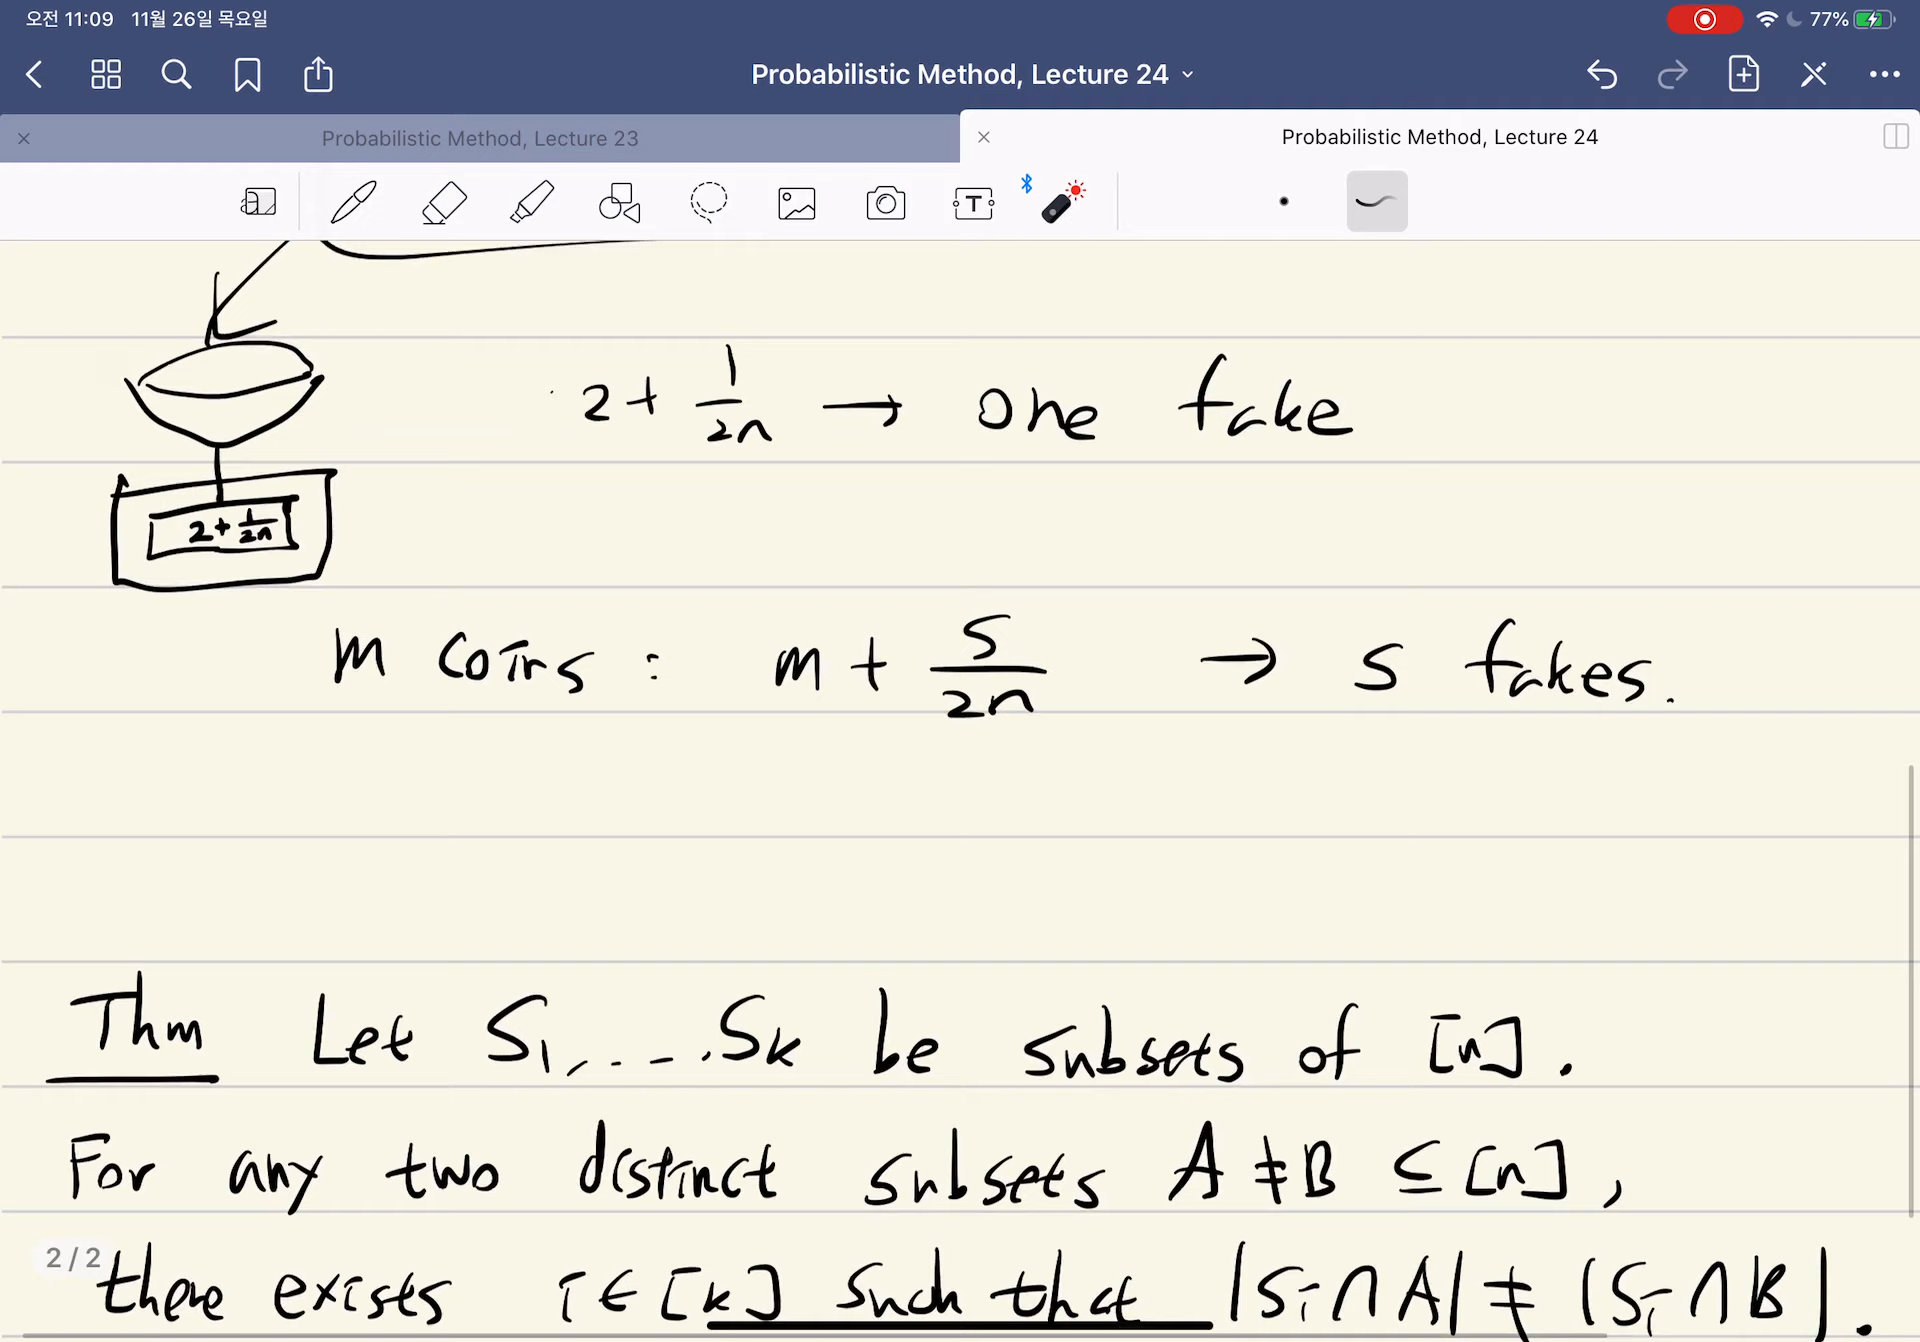 오전 11:09 11월 26일 목요일 77%
Probabilistic Method, Lecture 24
Probabilistic Method, Lecture 23 Probabilistic Method, Lecture 24
2 + 1/2n → one fake
2 + 1/2n
m coins : m + s/2n → s fakes.
Thm Let S₁, ..., Sₖ be subsets of [n].
For any two distinct subsets A ≠ B ⊆ [n],
2 / 2
there exists i ∈ [k] such that |Sᵢ ∩ A| ≠ |Sᵢ ∩ B|.